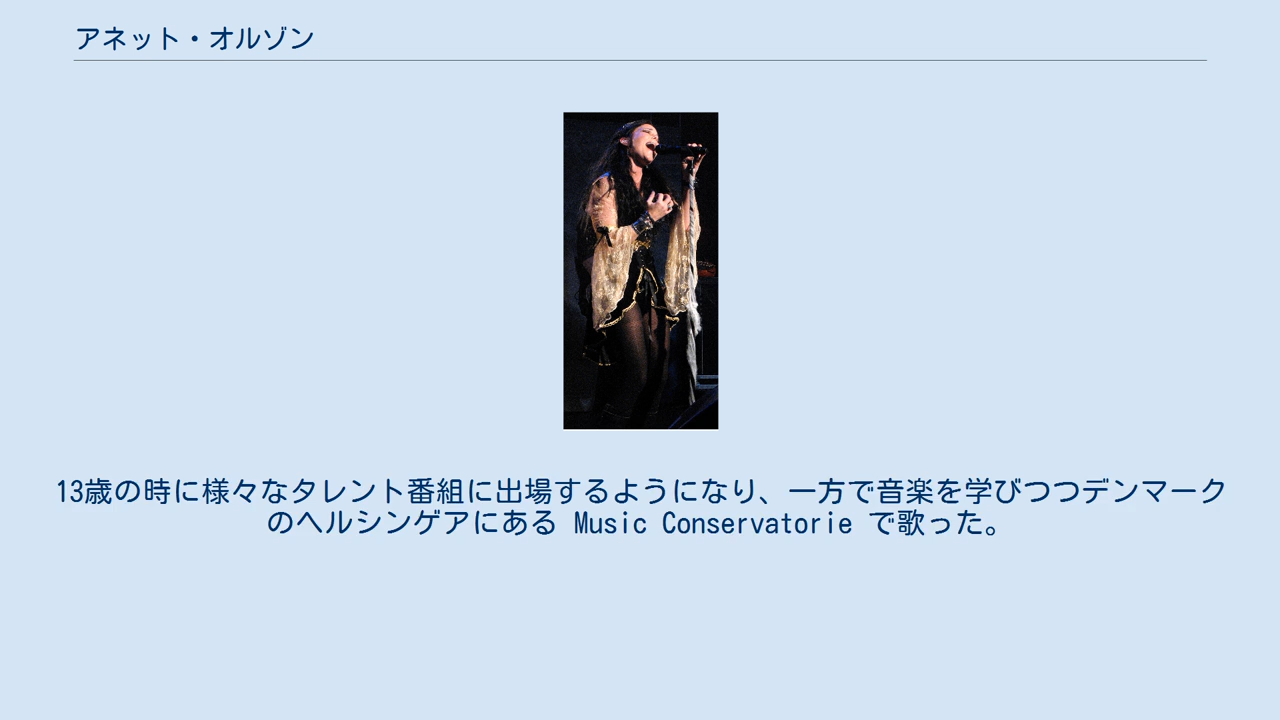 アネット・オルゾン
13歳の時に様々なタレント番組に出場するようになり、一方で音楽を学びつつデンマーク
のヘルシンゲアにある Music Conservatorie で歌った。